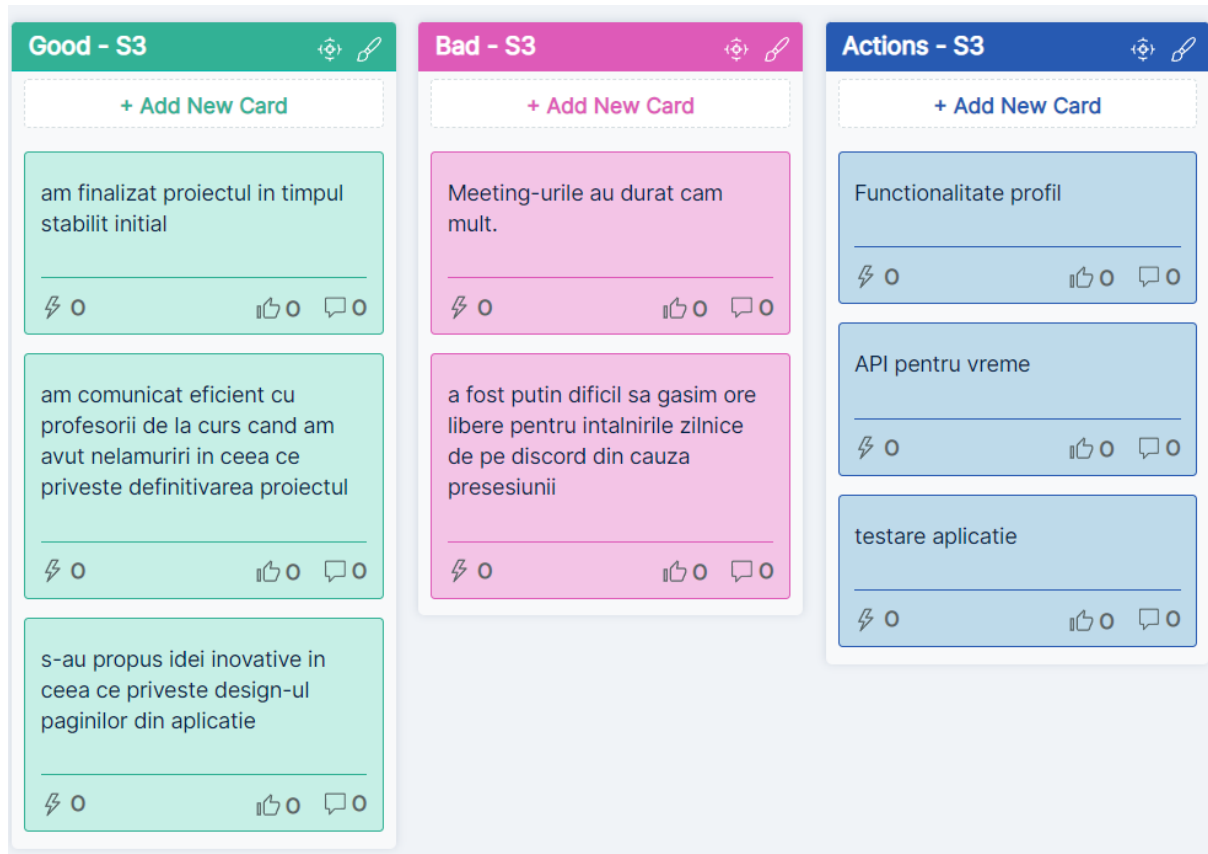 Good - S3
+ Add New Card
am finalizat proiectul in timpul
stabilit initial
0
0
0
am comunicat eficient cu
profesorii de la curs cand am
avut nelamuriri in ceea ce
priveste definitivarea proiectul
0
0
0
s-au propus idei inovative in
ceea ce priveste design-ul
paginilor din aplicatie
0
0
0
Bad - S3
+ Add New Card
Meeting-urile au durat cam
mult.
0
0
0
a fost putin dificil sa gasim ore
libere pentru intalnirile zilnice
de pe discord din cauza
presesiunii
0
0
0
Actions - S3
+ Add New Card
Functionalitate profil
0
0
0
API pentru vreme
0
0
0
testare aplicatie
0
0
0